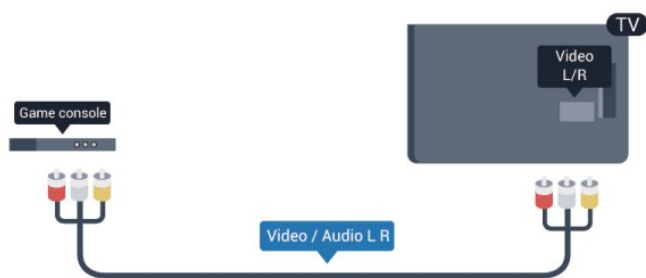 TV
Video
L/R
Game console
Video / Audio L R